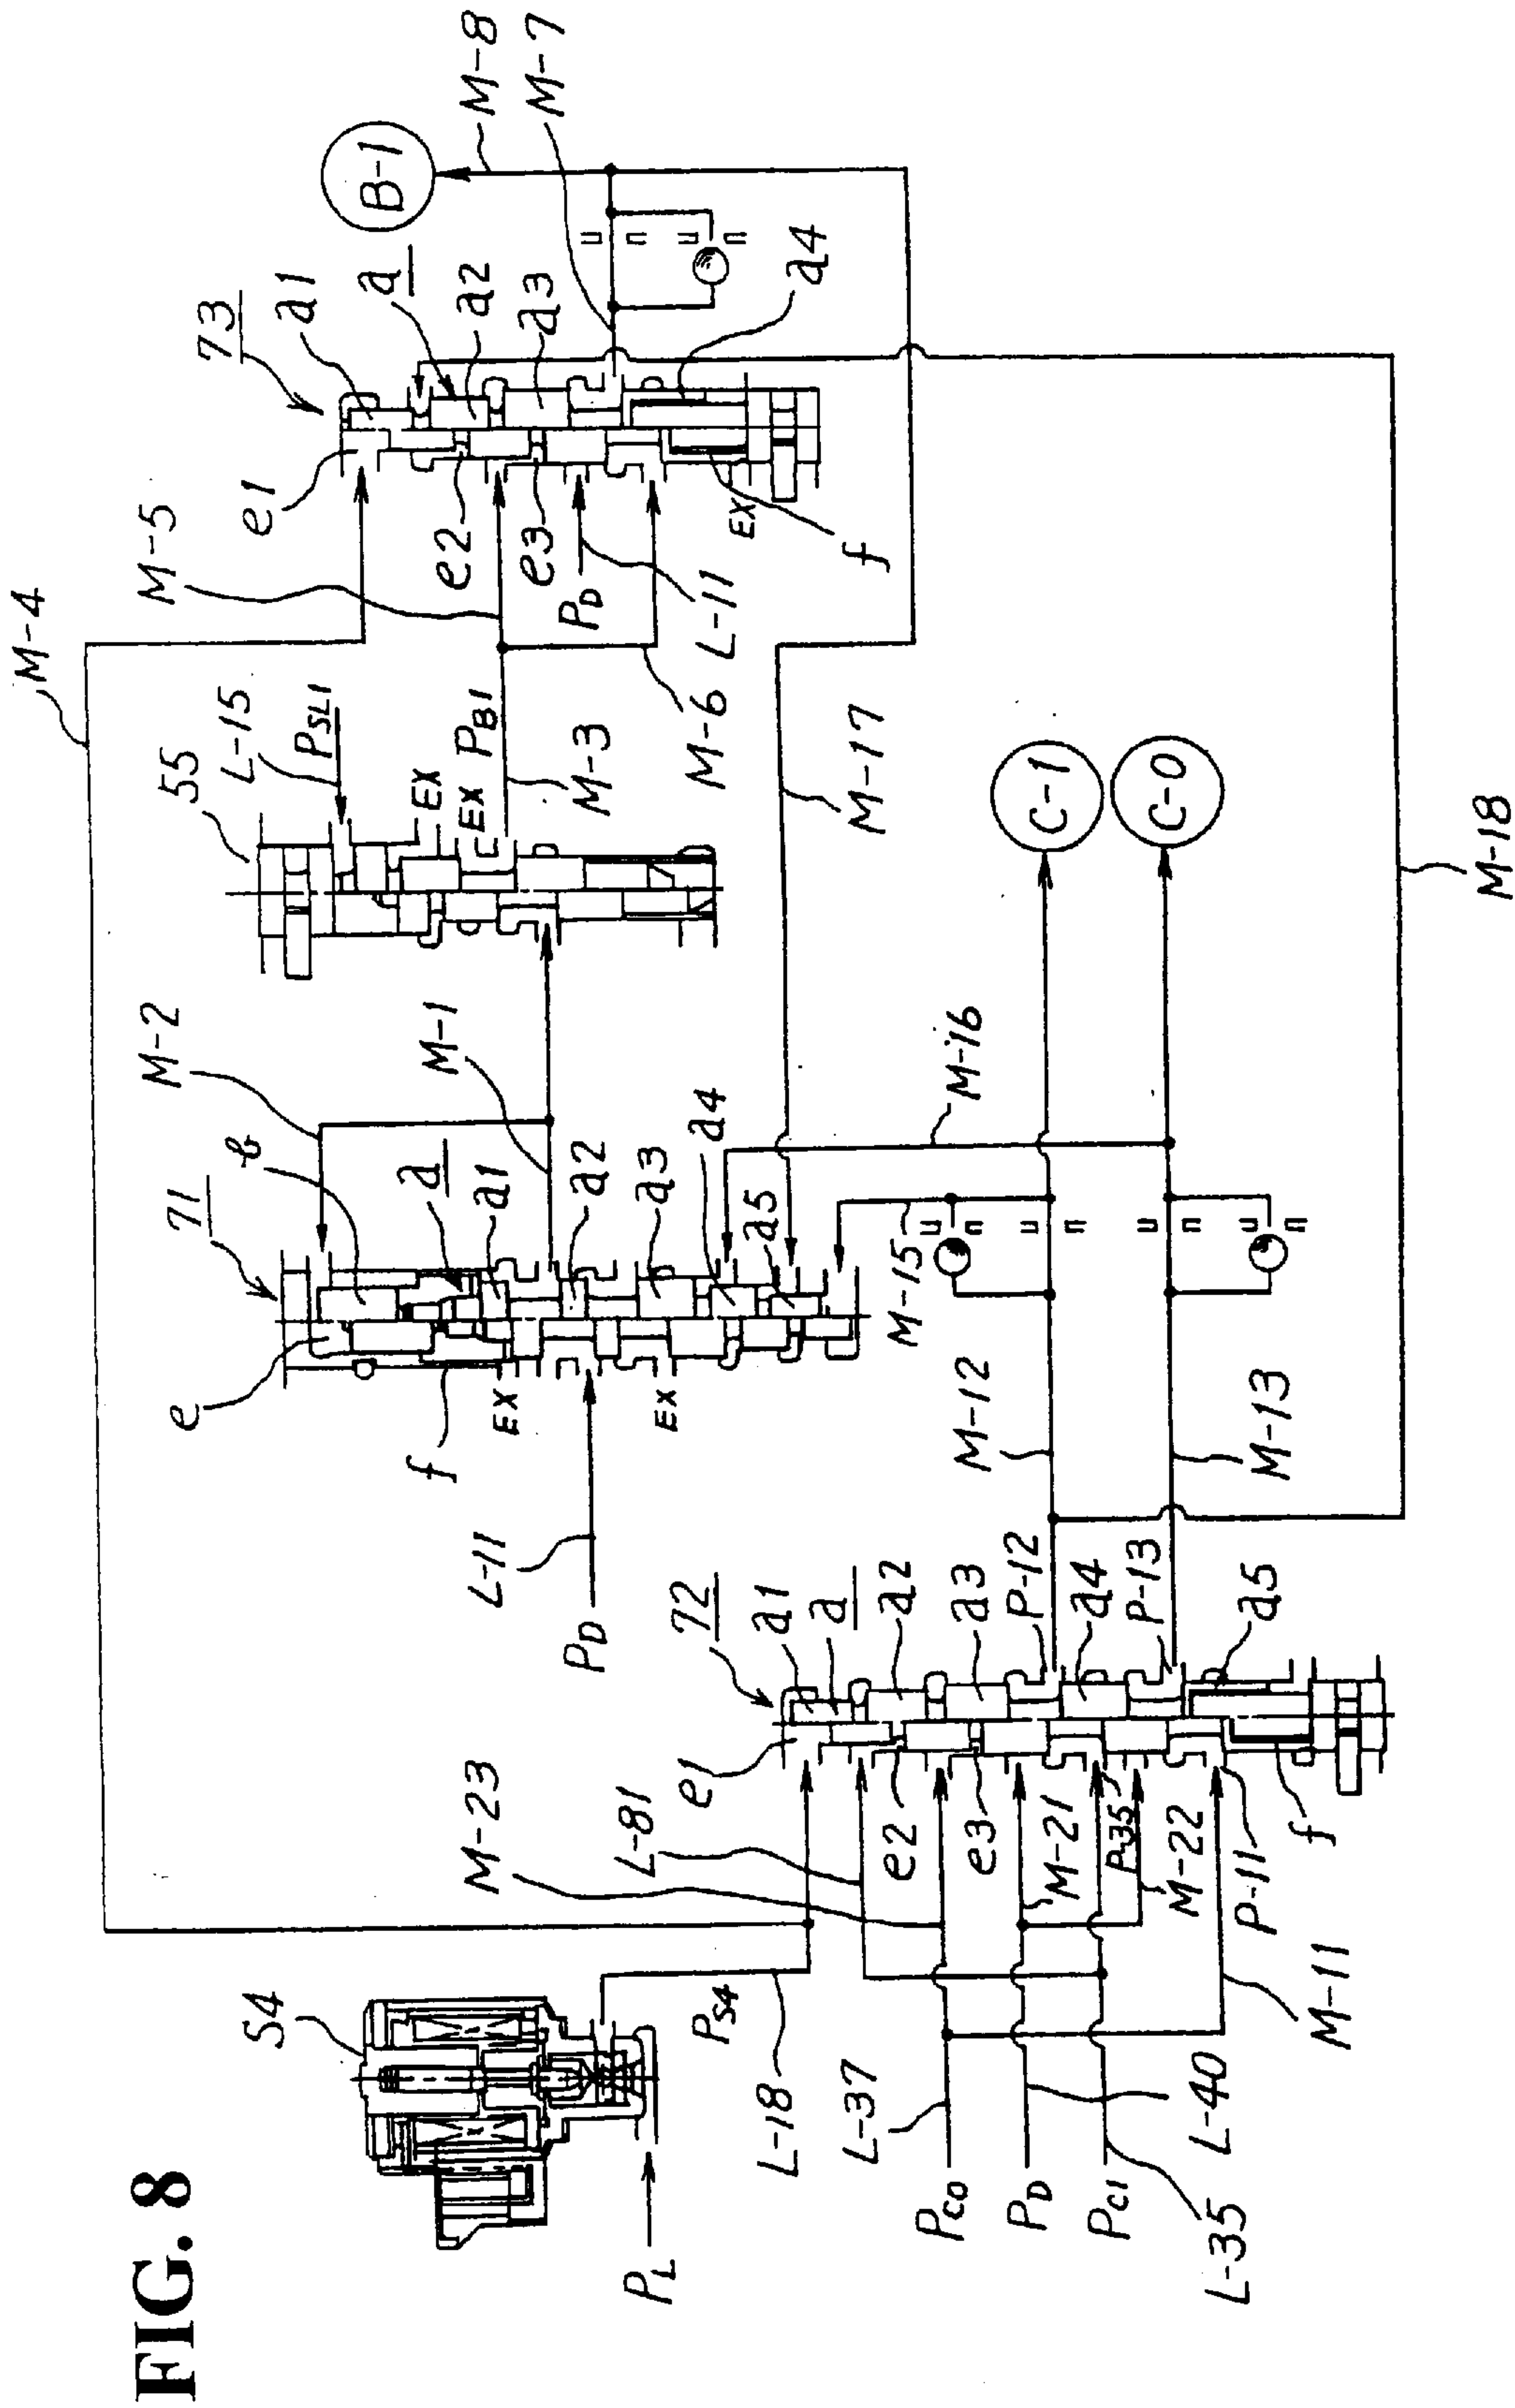 FIG. 8
M-4
M-5
73
a1
a
B-1
M-8
M-7
a2
a3
a4
e1
e2
e3
PD
L-11
EX
f
M-6
55
L-15
PSL1
EX
EX
PB1
M-3
M-17
M-2
M-1
71
b
a
a1
a2
a3
a4
a5
e
f
EX
EX
L-11
PD
M-16
M-15
C-1
C-0
M-18
M-12
M-13
S4
PL
PS4
L-18
M-23
L-81
72
a1
a
a2
a3
P-12
a4
P-13
a5
e1
e2
e3
M-21
P-35
M-22
P-11
f
M-11
L-37
PC0
PD
PC1
L-40
L-35